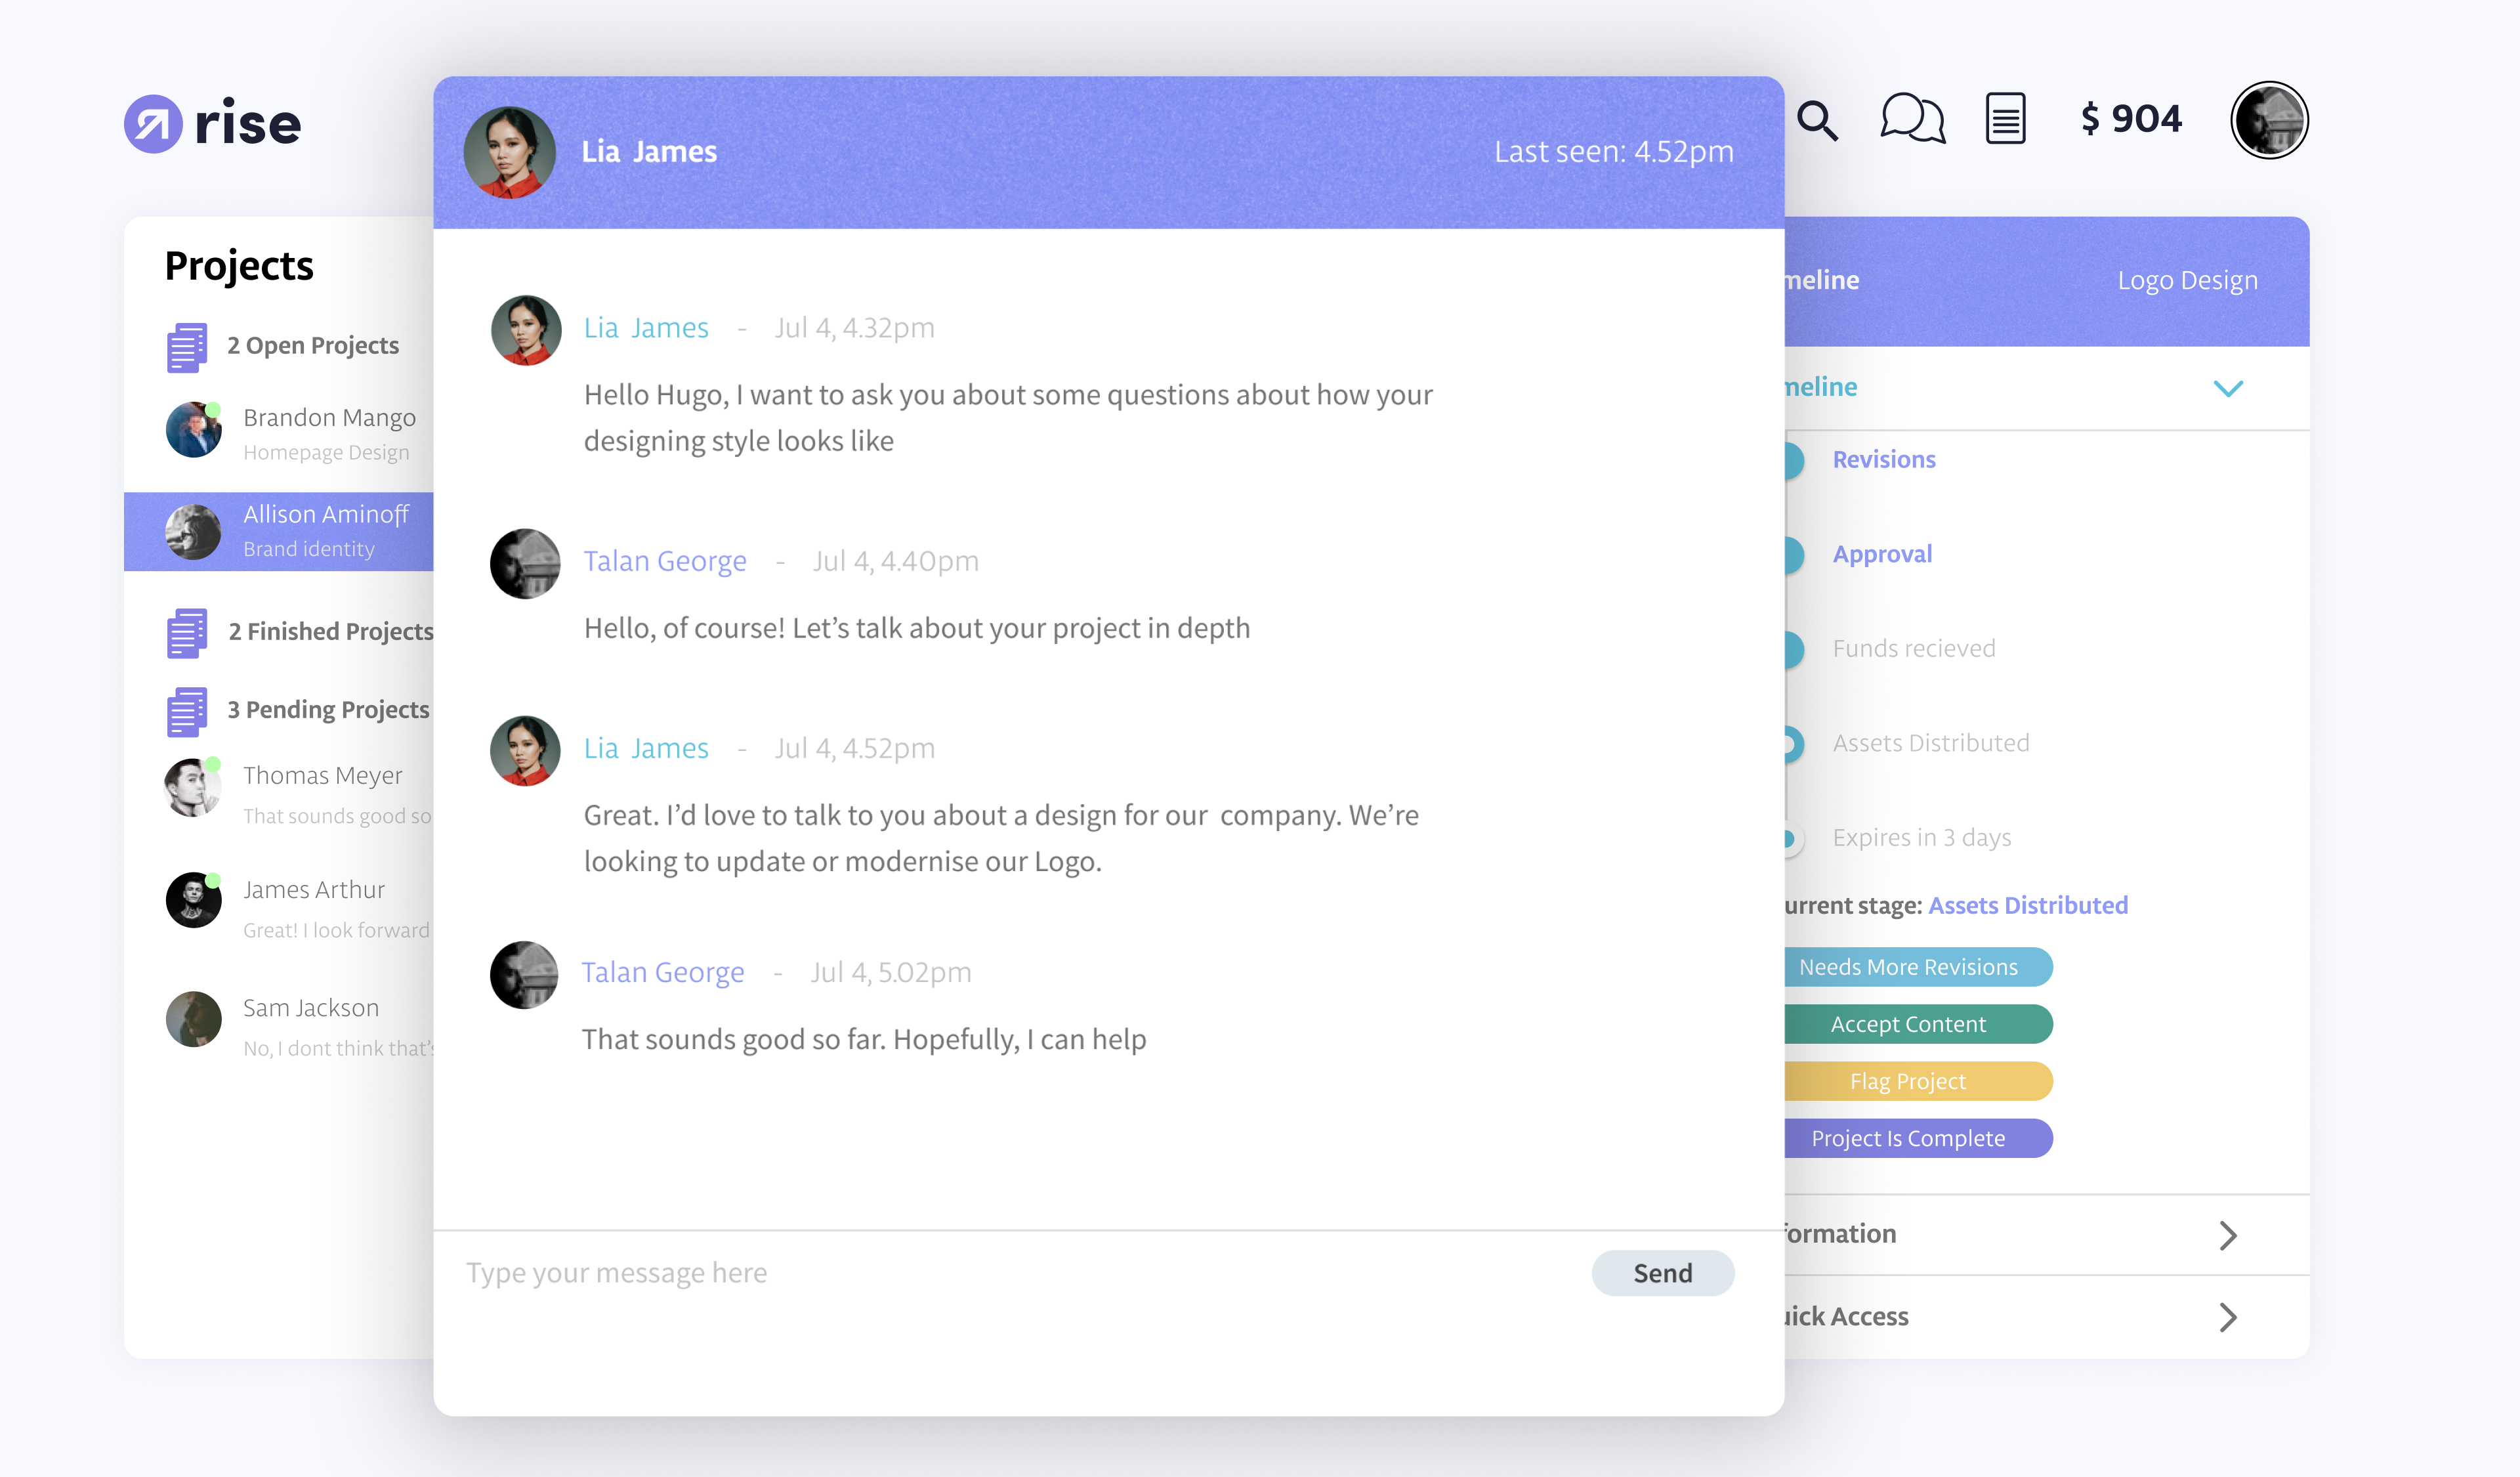 rise
$ 904
Projects
2 Open Projects
Brandon Mango
Homepage Design
Allison Aminoff
Brand identity
2 Finished Projects
3 Pending Projects
Thomas Meyer
That sounds good so
James Arthur
Great! I look forward
Sam Jackson
No, I dont think that's
Lia James
Last seen: 4.52pm
Lia James - Jul 4, 4.32pm
Hello Hugo, I want to ask you about some questions about how your
designing style looks like
Talan George - Jul 4, 4.40pm
Hello, of course! Let's talk about your project in depth
Lia James - Jul 4, 4.52pm
Great. I'd love to talk to you about a design for our company. We're
looking to update or modernise our Logo.
Talan George - Jul 4, 5.02pm
That sounds good so far. Hopefully, I can help
Type your message here
Send
meline
Logo Design
meline
Revisions
Approval
Funds recieved
Assets Distributed
Expires in 3 days
urrent stage: Assets Distributed
Needs More Revisions
Accept Content
Flag Project
Project Is Complete
formation
uick Access